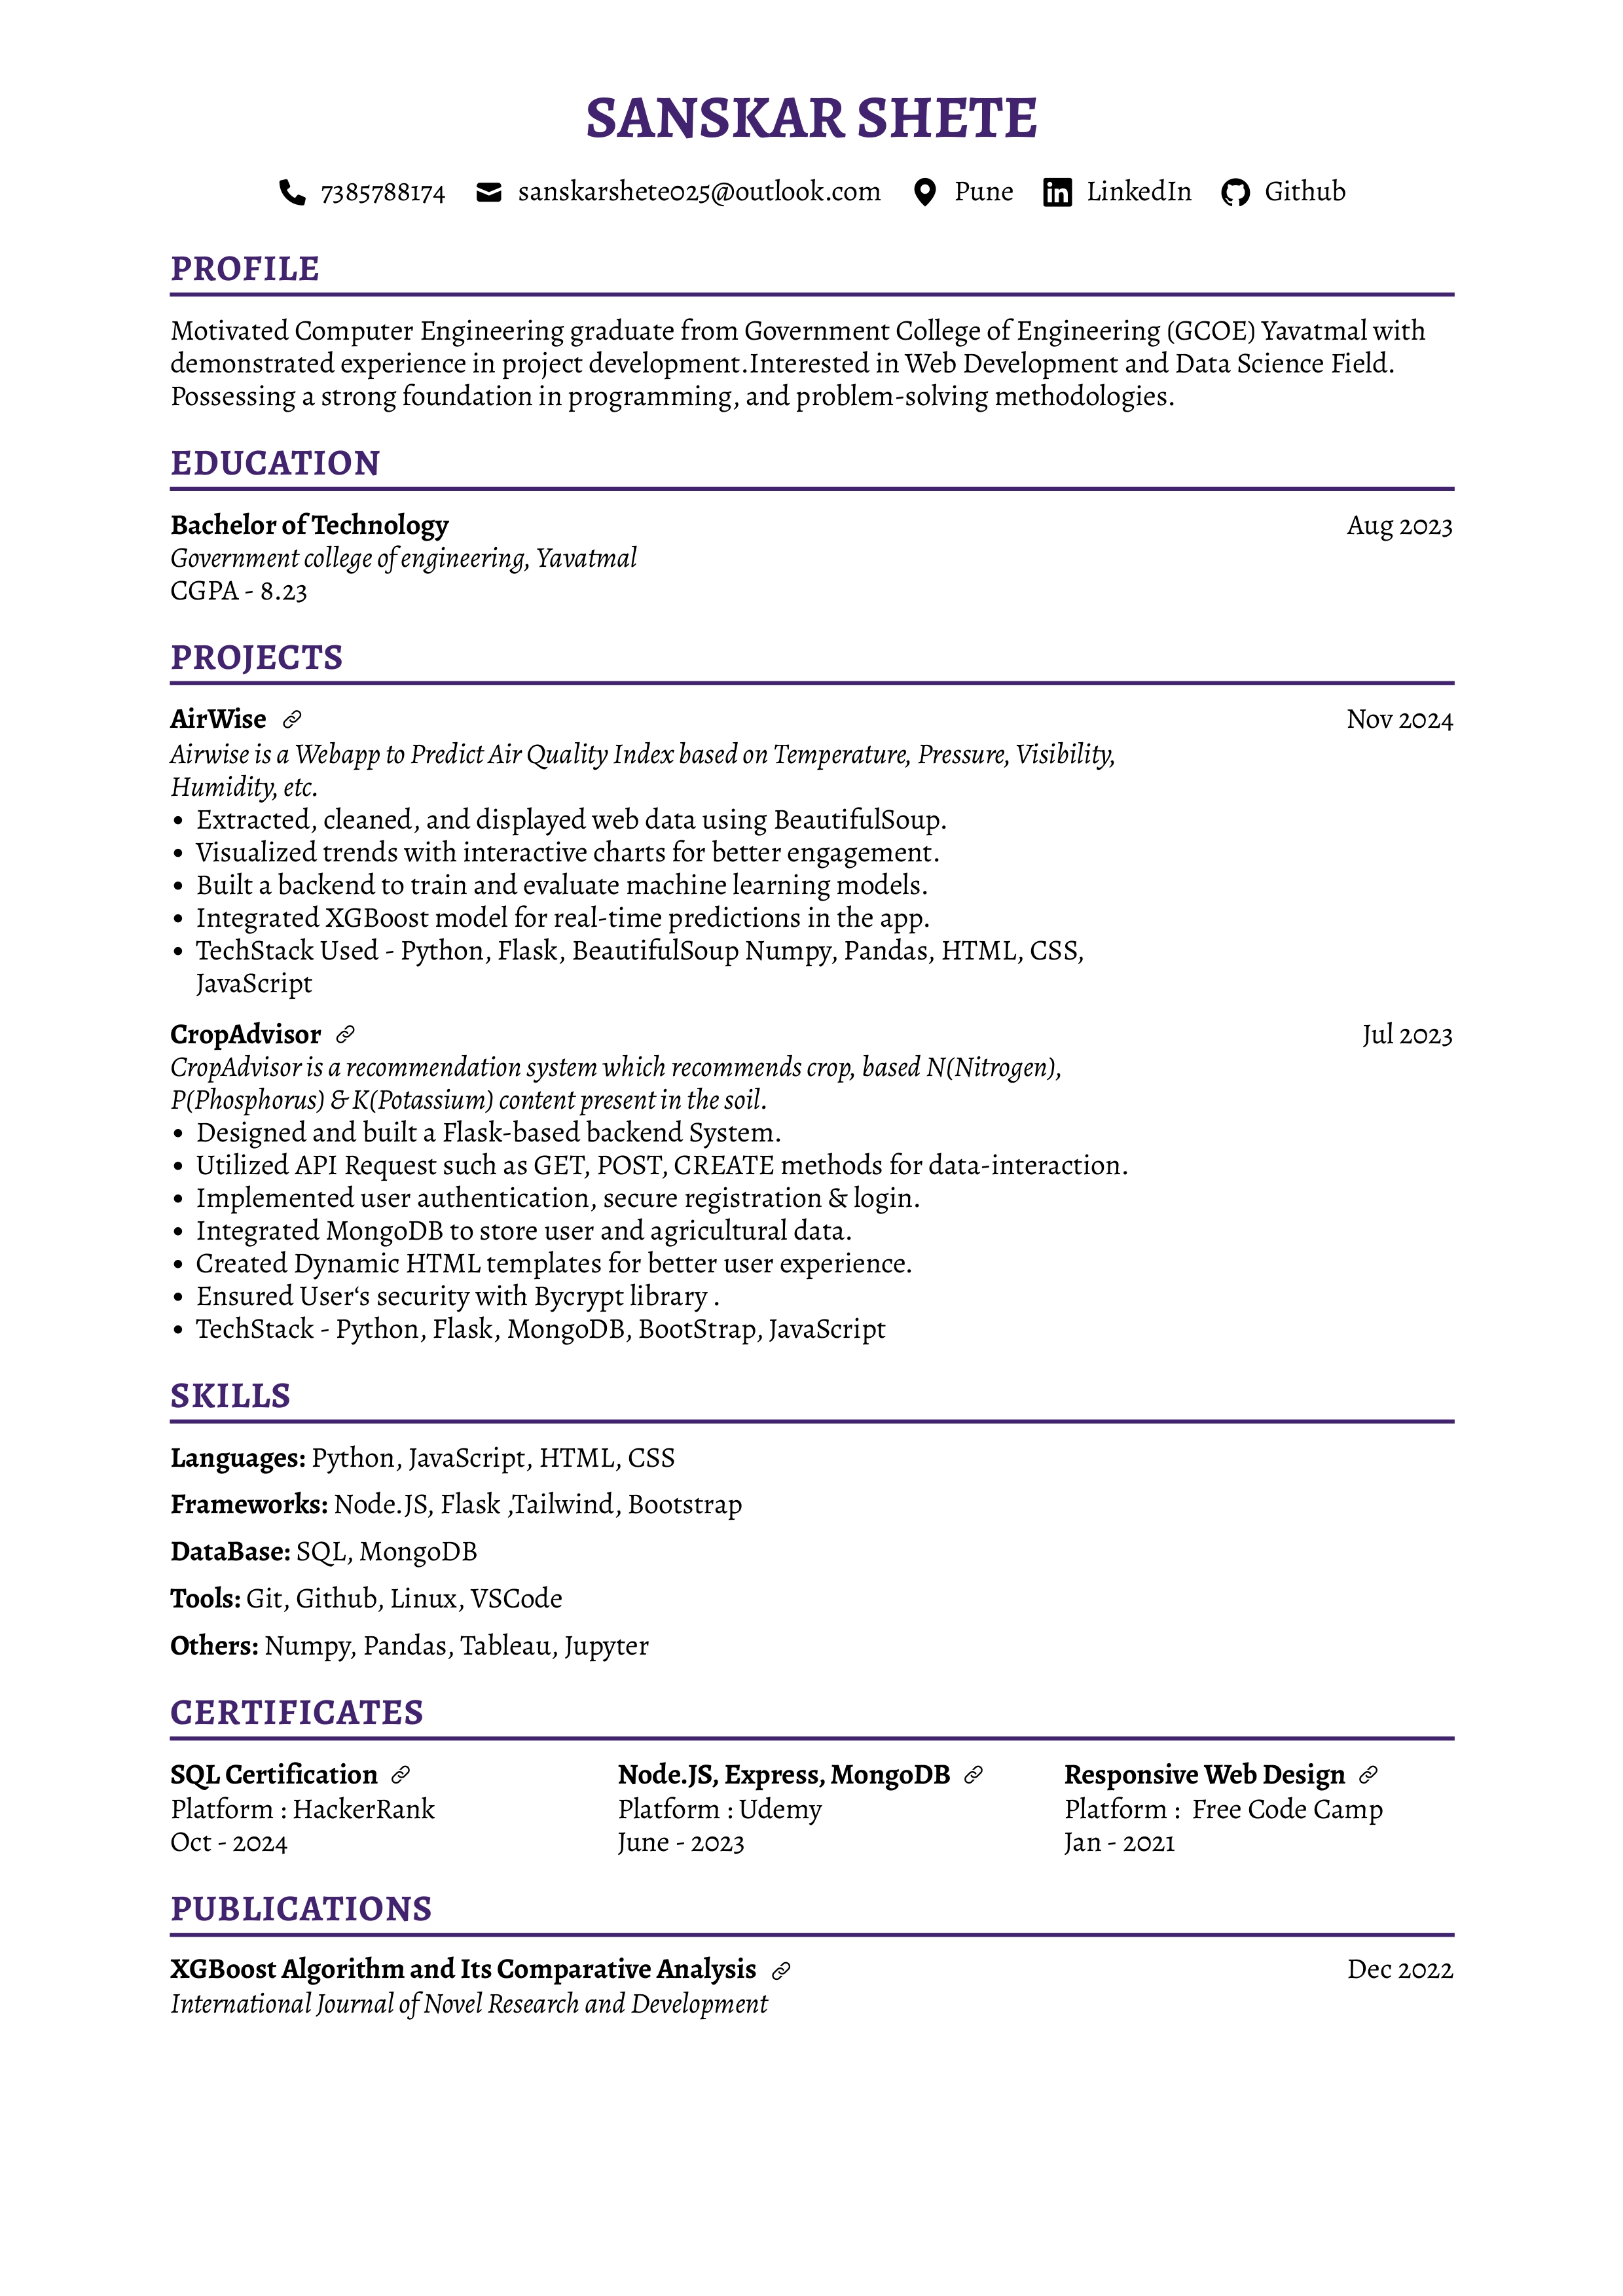 SANSKAR SHETE
7385788174 sanskarshete025@outlook.com Pune LinkedIn Github
PROFILE
Motivated Computer Engineering graduate from Government College of Engineering (GCOE) Yavatmal with
demonstrated experience in project development.Interested in Web Development and Data Science Field.
Possessing a strong foundation in programming, and problem-solving methodologies.
EDUCATION
Bachelor of Technology Aug 2023
Government college of engineering, Yavatmal
CGPA - 8.23
PROJECTS
AirWise Nov 2024
Airwise is a Webapp to Predict Air Quality Index based on Temperature, Pressure, Visibility,
Humidity, etc.
• Extracted, cleaned, and displayed web data using BeautifulSoup.
• Visualized trends with interactive charts for better engagement.
• Built a backend to train and evaluate machine learning models.
• Integrated XGBoost model for real-time predictions in the app.
• TechStack Used - Python, Flask, BeautifulSoup Numpy, Pandas, HTML, CSS,
JavaScript
CropAdvisor Jul 2023
CropAdvisor is a recommendation system which recommends crop, based N(Nitrogen),
P(Phosphorus) & K(Potassium) content present in the soil.
• Designed and built a Flask-based backend System.
• Utilized API Request such as GET, POST, CREATE methods for data-interaction.
• Implemented user authentication, secure registration & login.
• Integrated MongoDB to store user and agricultural data.
• Created Dynamic HTML templates for better user experience.
• Ensured User‘s security with Bycrypt library .
• TechStack - Python, Flask, MongoDB, BootStrap, JavaScript
SKILLS
Languages: Python, JavaScript, HTML, CSS
Frameworks: Node.JS, Flask ,Tailwind, Bootstrap
DataBase: SQL, MongoDB
Tools: Git, Github, Linux, VSCode
Others: Numpy, Pandas, Tableau, Jupyter
CERTIFICATES
SQL Certification Node.JS, Express, MongoDB Responsive Web Design
Platform : HackerRank Platform : Udemy Platform :  Free Code Camp
Oct - 2024 June - 2023 Jan - 2021
PUBLICATIONS
XGBoost Algorithm and Its Comparative Analysis Dec 2022
International Journal of Novel Research and Development